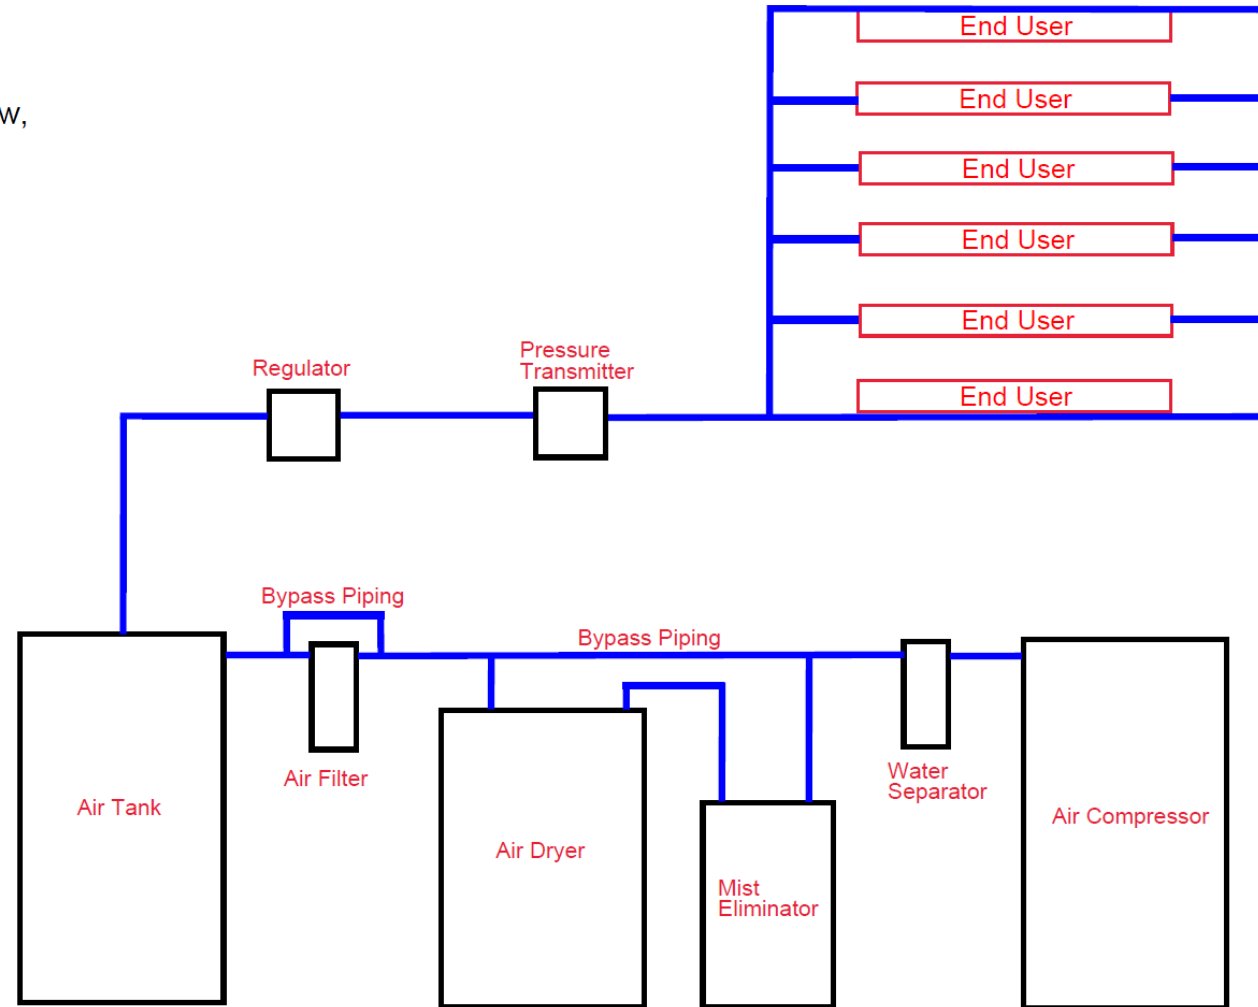 End User
w,
End User
End User
End User
End User
Regulator
Pressure
Transmitter
End User
Bypass Piping
Bypass Piping
Air Filter
Water
Separator
Air Tank
Air Compressor
Air Dryer
Mist
Eliminator